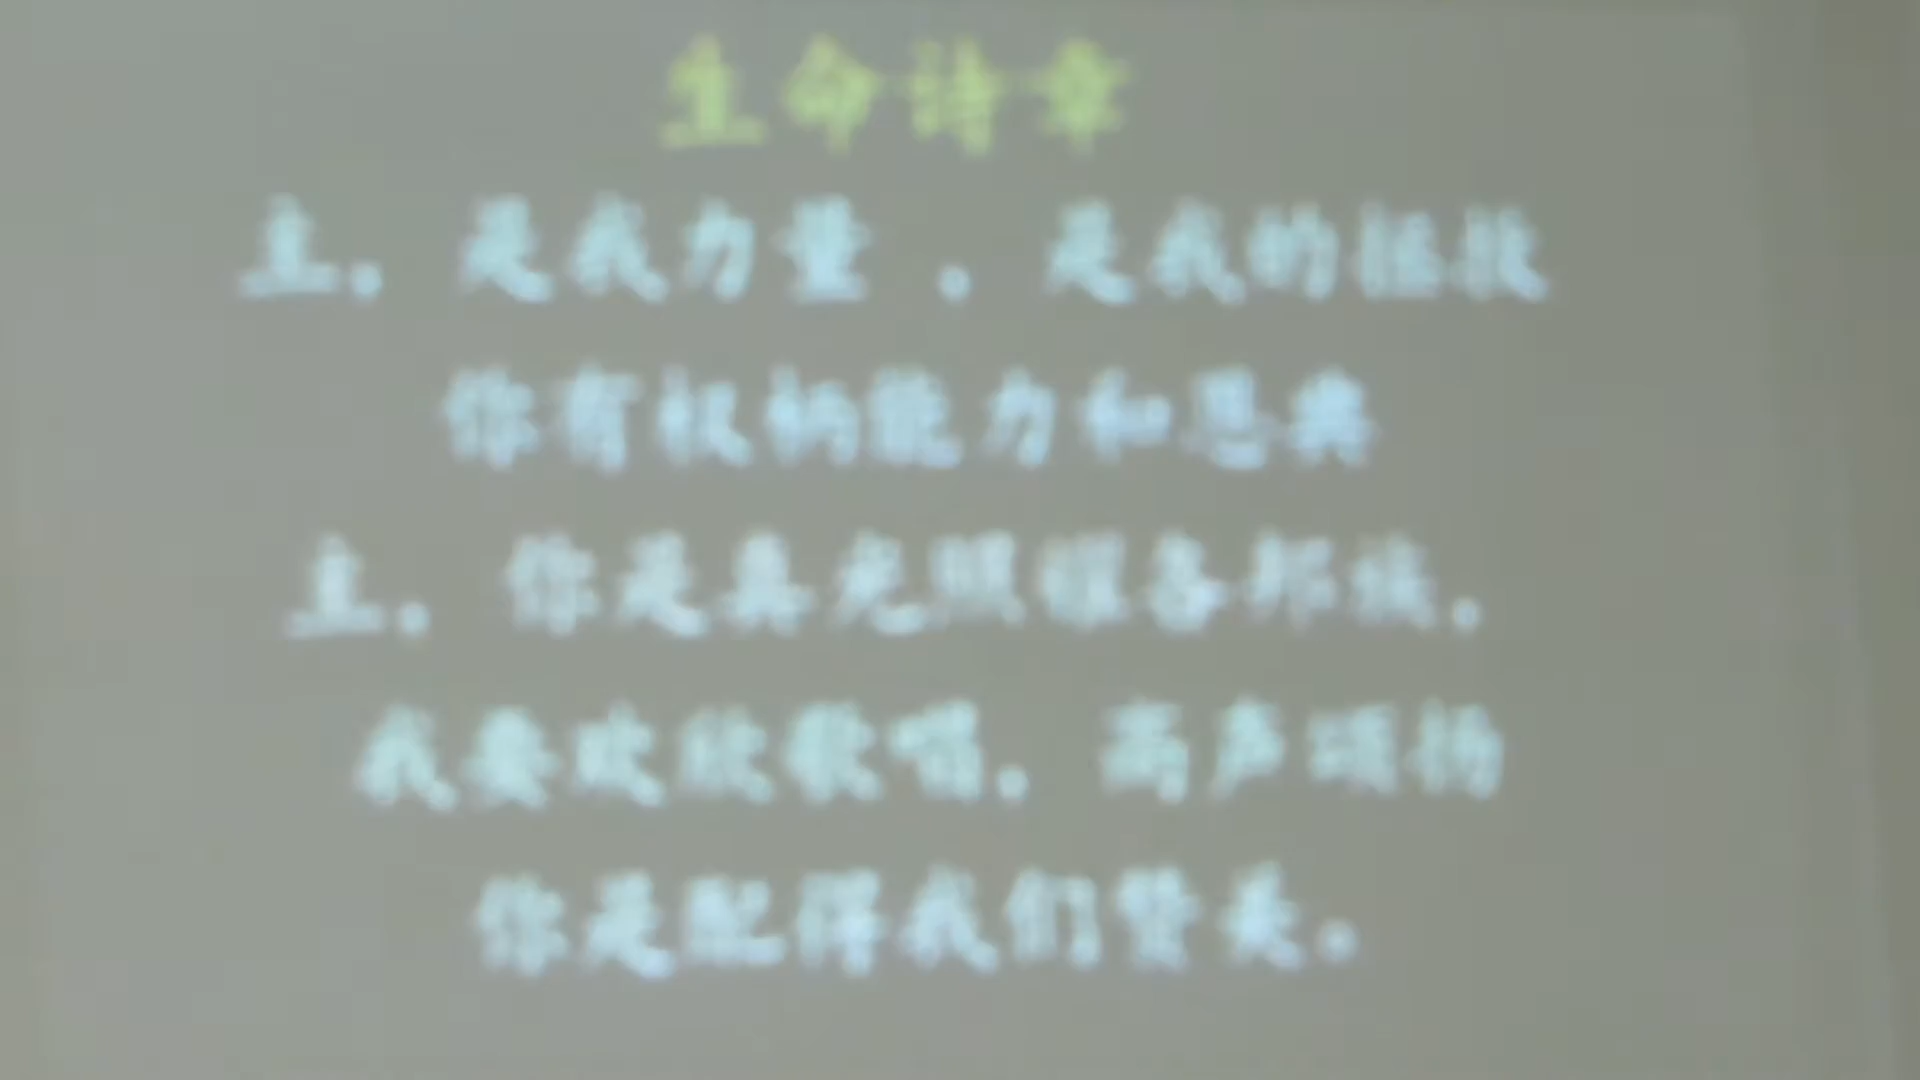 生命诗章
主，是我力量，是我的拯救
你有权柄能力和恩典
主，你是真光照耀各邦族，
我要欢欣歌唱，高声颂扬
你是配得我们赞美。